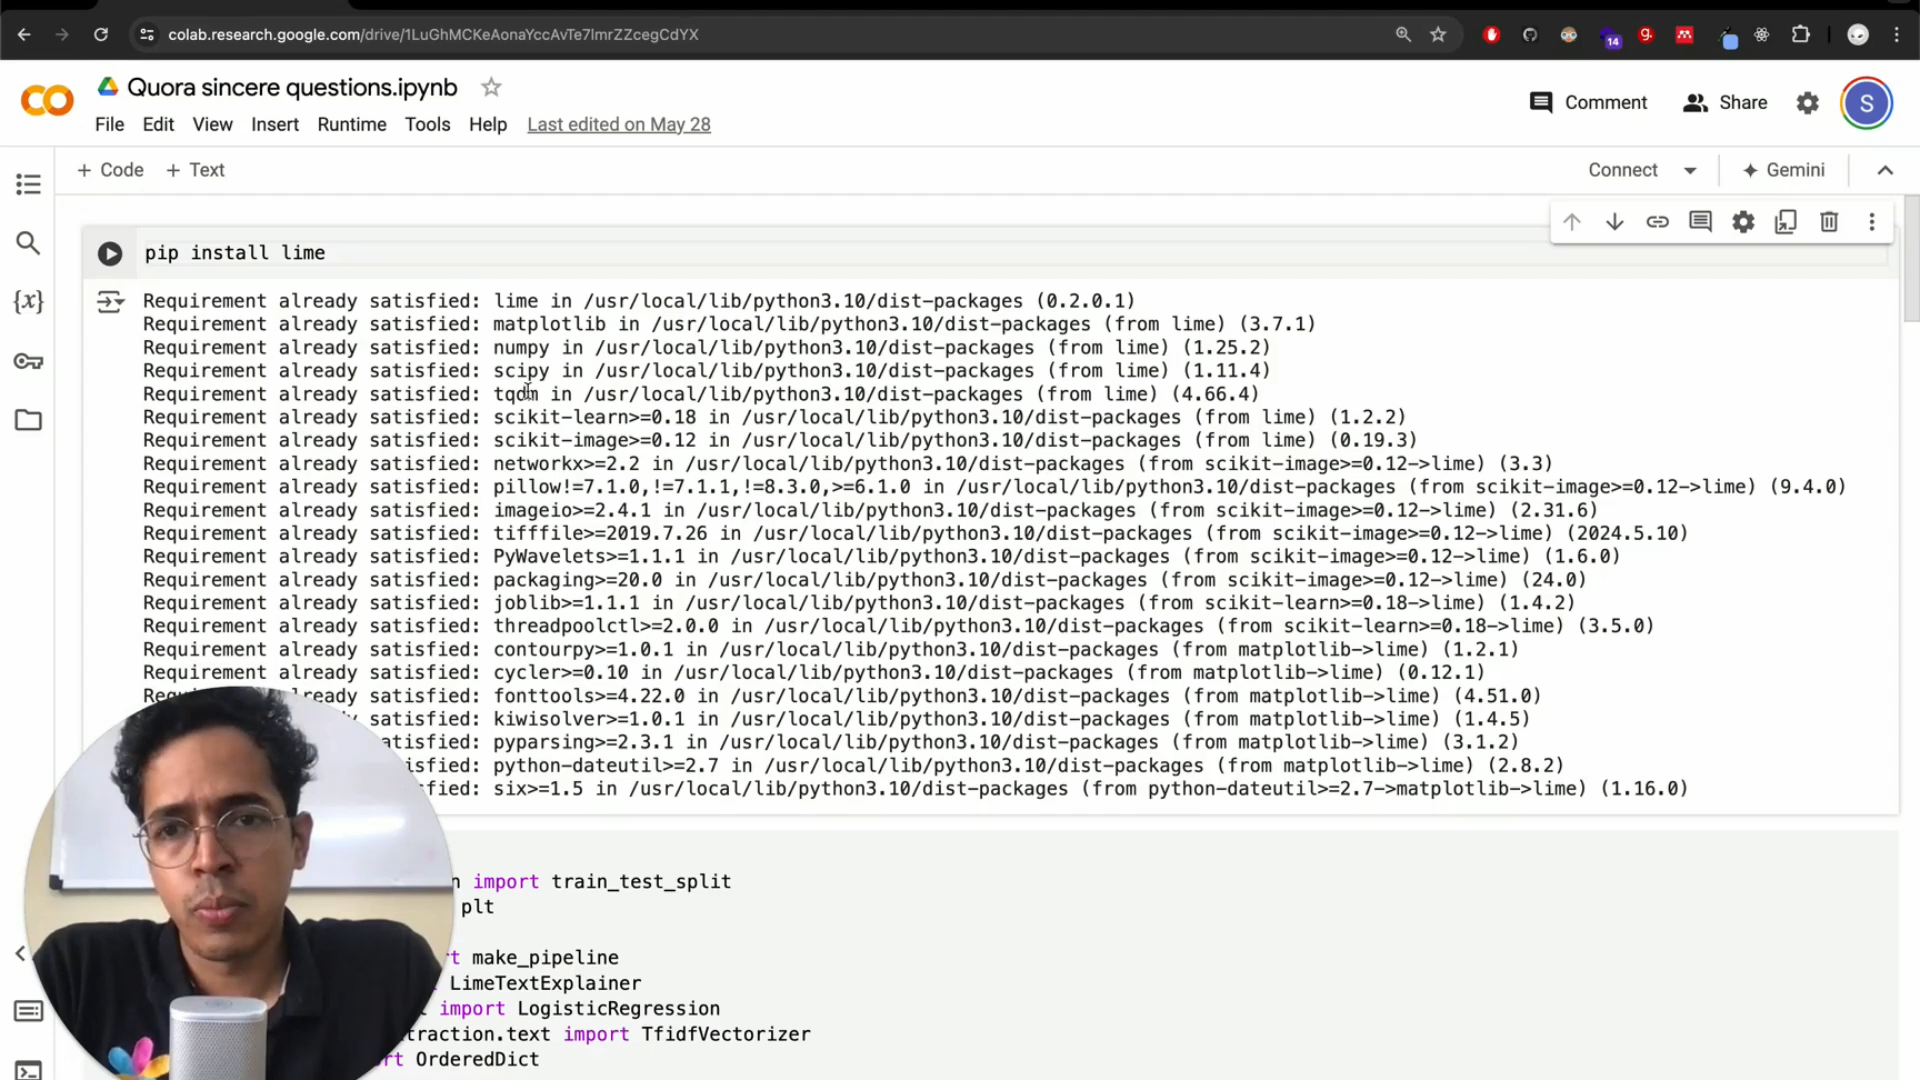 colab.research.google.com/drive/1LuGhMCKeAonaYccAvTe7lmrZZcegCdYX
14
g.
Quora sincere questions.ipynb
Comment
Share
S
File Edit View Insert Runtime Tools Help Last edited on May 28
+ Code + Text
Connect
Gemini
pip install lime
Requirement already satisfied: lime in /usr/local/lib/python3.10/dist-packages (0.2.0.1)
Requirement already satisfied: matplotlib in /usr/local/lib/python3.10/dist-packages (from lime) (3.7.1)
Requirement already satisfied: numpy in /usr/local/lib/python3.10/dist-packages (from lime) (1.25.2)
Requirement already satisfied: scipy in /usr/local/lib/python3.10/dist-packages (from lime) (1.11.4)
Requirement already satisfied: tqdm in /usr/local/lib/python3.10/dist-packages (from lime) (4.66.4)
Requirement already satisfied: scikit-learn>=0.18 in /usr/local/lib/python3.10/dist-packages (from lime) (1.2.2)
Requirement already satisfied: scikit-image>=0.12 in /usr/local/lib/python3.10/dist-packages (from lime) (0.19.3)
Requirement already satisfied: networkx>=2.2 in /usr/local/lib/python3.10/dist-packages (from scikit-image>=0.12->lime) (3.3)
Requirement already satisfied: pillow!=7.1.0,!=7.1.1,!=8.3.0,>=6.1.0 in /usr/local/lib/python3.10/dist-packages (from scikit-image>=0.12->lime) (9.4.0)
Requirement already satisfied: imageio>=2.4.1 in /usr/local/lib/python3.10/dist-packages (from scikit-image>=0.12->lime) (2.31.6)
Requirement already satisfied: tifffile>=2019.7.26 in /usr/local/lib/python3.10/dist-packages (from scikit-image>=0.12->lime) (2024.5.10)
Requirement already satisfied: PyWavelets>=1.1.1 in /usr/local/lib/python3.10/dist-packages (from scikit-image>=0.12->lime) (1.6.0)
Requirement already satisfied: packaging>=20.0 in /usr/local/lib/python3.10/dist-packages (from scikit-image>=0.12->lime) (24.0)
Requirement already satisfied: joblib>=1.1.1 in /usr/local/lib/python3.10/dist-packages (from scikit-learn>=0.18->lime) (1.4.2)
Requirement already satisfied: threadpoolctl>=2.0.0 in /usr/local/lib/python3.10/dist-packages (from scikit-learn>=0.18->lime) (3.5.0)
Requirement already satisfied: contourpy>=1.0.1 in /usr/local/lib/python3.10/dist-packages (from matplotlib->lime) (1.2.1)
Requirement already satisfied: cycler>=0.10 in /usr/local/lib/python3.10/dist-packages (from matplotlib->lime) (0.12.1)
Requirement already satisfied: fonttools>=4.22.0 in /usr/local/lib/python3.10/dist-packages (from matplotlib->lime) (4.51.0)
satisfied: kiwisolver>=1.0.1 in /usr/local/lib/python3.10/dist-packages (from matplotlib->lime) (1.4.5)
satisfied: pyparsing>=2.3.1 in /usr/local/lib/python3.10/dist-packages (from matplotlib->lime) (3.1.2)
sfied: python-dateutil>=2.7 in /usr/local/lib/python3.10/dist-packages (from matplotlib->lime) (2.8.2)
sfied: six>=1.5 in /usr/local/lib/python3.10/dist-packages (from python-dateutil>=2.7->matplotlib->lime) (1.16.0)
n import train_test_split
plt
rt make_pipeline
LimeTextExplainer
t import LogisticRegression
traction.text import TfidfVectorizer
rt OrderedDict